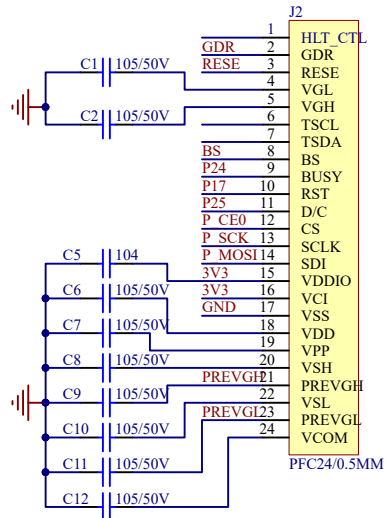 J2
1 HLT_CTL
GDR 2 GDR
RESE 3 RESE
C1 105/50V 4 VGL
C2 105/50V 5 VGH
6 TSCL
7 TSDA
BS 8 BS
P24 9 BUSY
P17 10 RST
P25 11 D/C
P_CE0 12 CS
P_SCK 13 SCLK
P_MOSI 14 SDI
C5 104 3V3 15 VDDIO
C6 105/50V 3V3 16 VCI
GND 17 VSS
C7 105/50V 18 VDD
19 VPP
C8 105/50V 20 VSH
C9 105/50V PREVGH 21 PREVGH
C10 105/50V 22 VSL
PREVGL 23 PREVGL
C11 105/50V 24 VCOM
C12 105/50V
PFC24/0.5MM